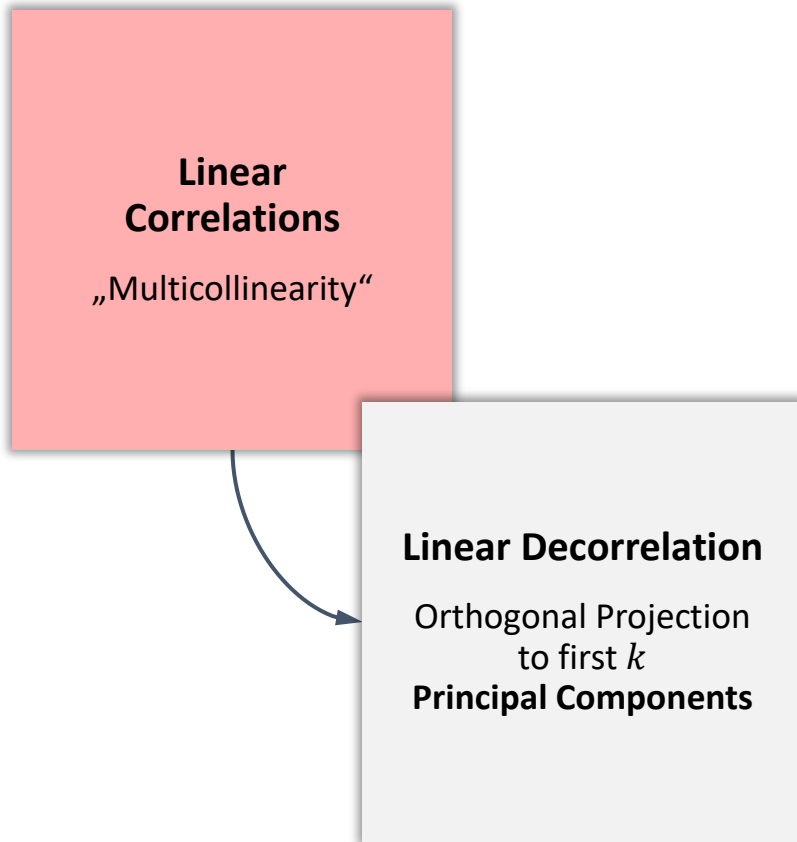 Linear
Correlations
„Multicollinearity“
Linear Decorrelation
Orthogonal Projection
to first 𝑘
Principal Components